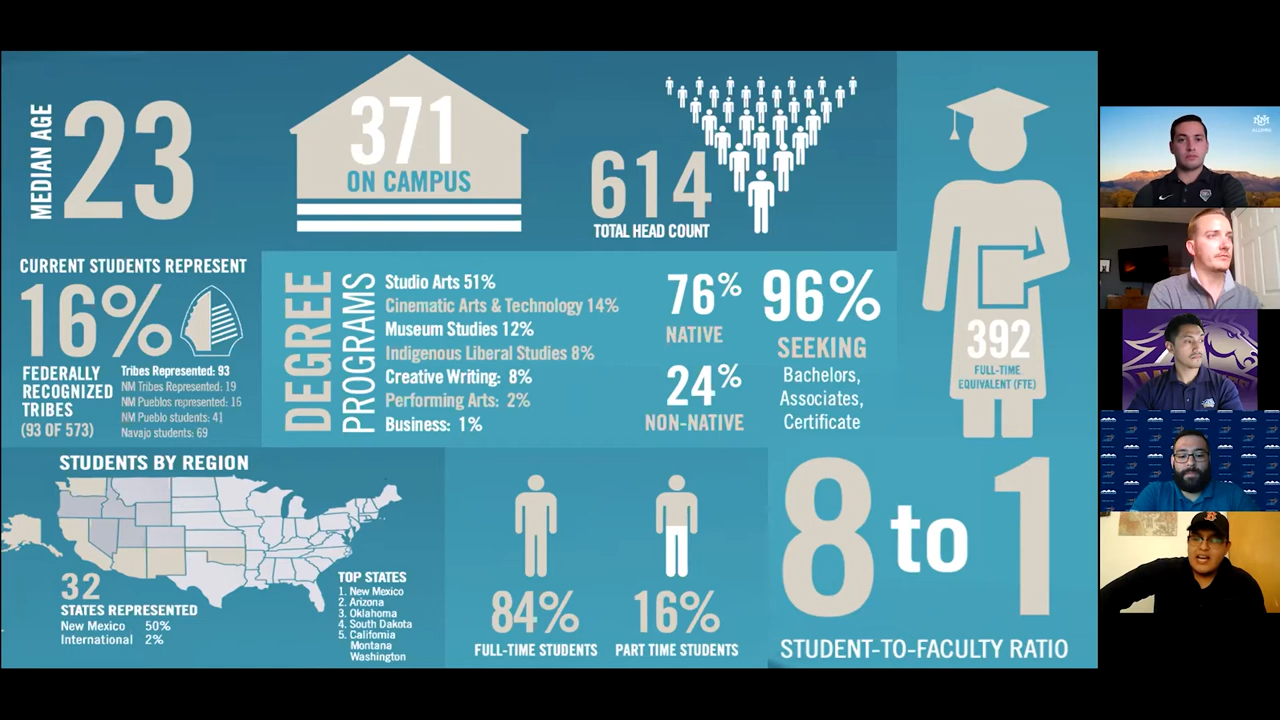 MEDIAN AGE
23
371
ON CAMPUS
614
TOTAL HEAD COUNT
CURRENT STUDENTS REPRESENT
16%
FEDERALLY
RECOGNIZED
TRIBES
(93 OF 573)
Tribes Represented: 93
NM Tribes Represented: 19
NM Pueblos represented: 16
NM Pueblo students: 41
Navajo students: 69
DEGREE
PROGRAMS
Studio Arts 51%
Cinematic Arts & Technology 14%
Museum Studies 12%
Indigenous Liberal Studies 8%
Creative Writing: 8%
Performing Arts: 2%
Business: 1%
76%
NATIVE
24%
NON-NATIVE
96%
SEEKING
Bachelors,
Associates,
Certificate
392
FULL-TIME
EQUIVALENT (FTE)
STUDENTS BY REGION
32
STATES REPRESENTED
New Mexico 50%
International 2%
TOP STATES
1. New Mexico
2. Arizona
3. Oklahoma
4. South Dakota
5. California
Montana
Washington
84%
FULL-TIME STUDENTS
16%
PART TIME STUDENTS
8 to 1
STUDENT-TO-FACULTY RATIO
ALUMNI